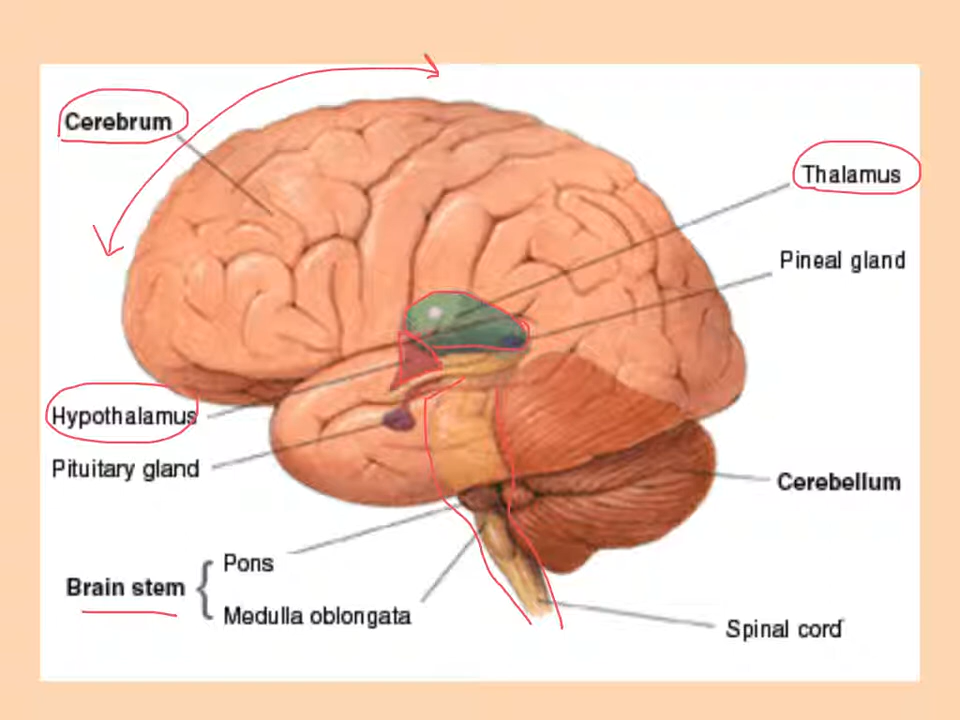 Cerebrum
Thalamus
Pineal gland
Hypothalamus
Pituitary gland
Cerebellum
Pons
Brain stem
Medulla oblongata
Spinal cord